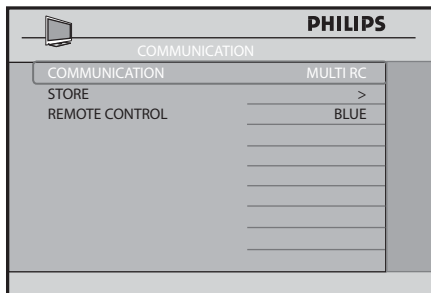 PHILIPS
COMMUNICATION
COMMUNICATION MULTI RC
STORE >
REMOTE CONTROL BLUE